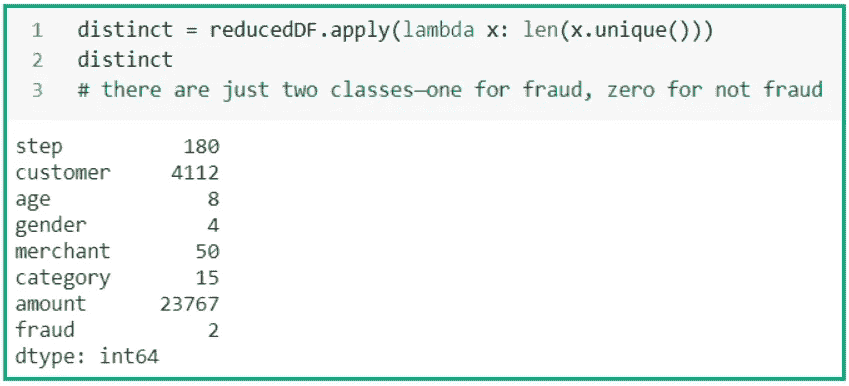 1 distinct = reducedDF.apply(lambda x: len(x.unique()))
2 distinct
3 # there are just two classes—one for fraud, zero for not fraud
step 180
customer 4112
age 8
gender 4
merchant 50
category 15
amount 23767
fraud 2
dtype: int64